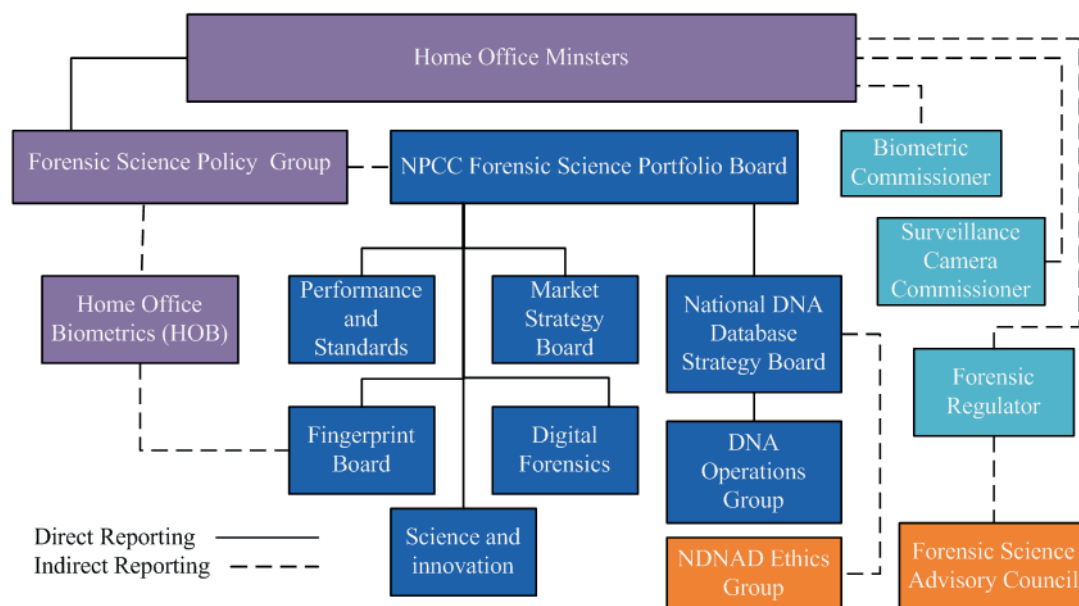 Home Office Minsters
Forensic Science Policy Group
NPCC Forensic Science Portfolio Board
Biometric
Commissioner
Surveillance
Camera
Commissioner
Home Office
Biometrics (HOB)
Performance
and
Standards
Market
Strategy
Board
National DNA
Database
Strategy Board
Forensic
Regulator
Fingerprint
Board
Digital
Forensics
DNA
Operations
Group
Science and
innovation
NDNAD Ethics
Group
Forensic Science
Advisory Council
Direct Reporting
Indirect Reporting